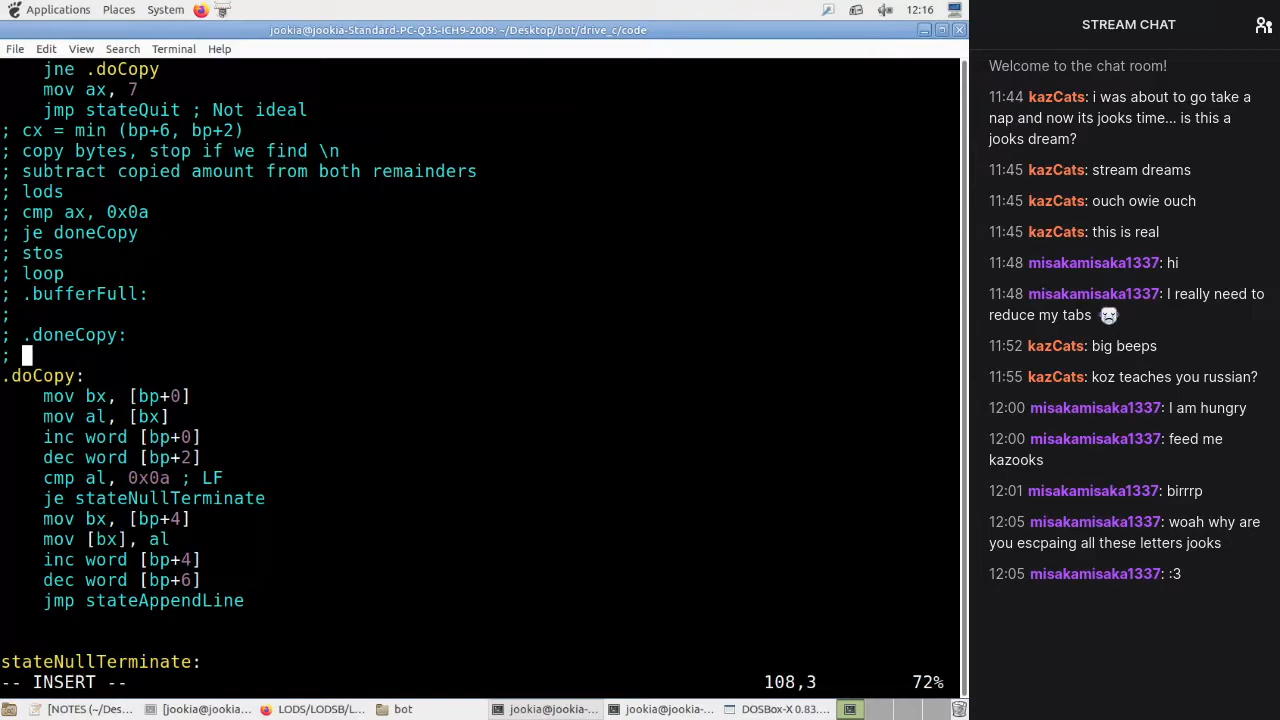 Applications Places System 12:16
jookia@jookia-Standard-PC-Q35-ICH9-2009: ~/Desktop/bot/drive_c/code
File Edit View Search Terminal Help
jne .doCopy
mov ax, 7
jmp stateQuit ; Not ideal
; cx = min (bp+6, bp+2)
; copy bytes, stop if we find \n
; subtract copied amount from both remainders
; lods
; cmp ax, 0x0a
; je doneCopy
; stos
; loop
; .bufferFull:
;
; .doneCopy:
;
.doCopy:
mov bx, [bp+0]
mov al, [bx]
inc word [bp+0]
dec word [bp+2]
cmp al, 0x0a ; LF
je stateNullTerminate
mov bx, [bp+4]
mov [bx], al
inc word [bp+4]
dec word [bp+6]
jmp stateAppendLine
stateNullTerminate:
-- INSERT -- 108,3 72%
[NOTES (~/Des... [jookia@jookia... LODS/LODSB/L... bot jookia@jookia-... jookia@jookia-... DOSBox-X 0.83....
STREAM CHAT
Welcome to the chat room!
11:44 kazCats: i was about to go take a
nap and now its jooks time... is this a
jooks dream?
11:45 kazCats: stream dreams
11:45 kazCats: ouch owie ouch
11:45 kazCats: this is real
11:48 misakamisaka1337: hi
11:48 misakamisaka1337: I really need to
reduce my tabs
11:52 kazCats: big beeps
11:55 kazCats: koz teaches you russian?
12:00 misakamisaka1337: I am hungry
12:00 misakamisaka1337: feed me
kazooks
12:01 misakamisaka1337: birrrp
12:05 misakamisaka1337: woah why are
you escpaing all these letters jooks
12:05 misakamisaka1337: :3